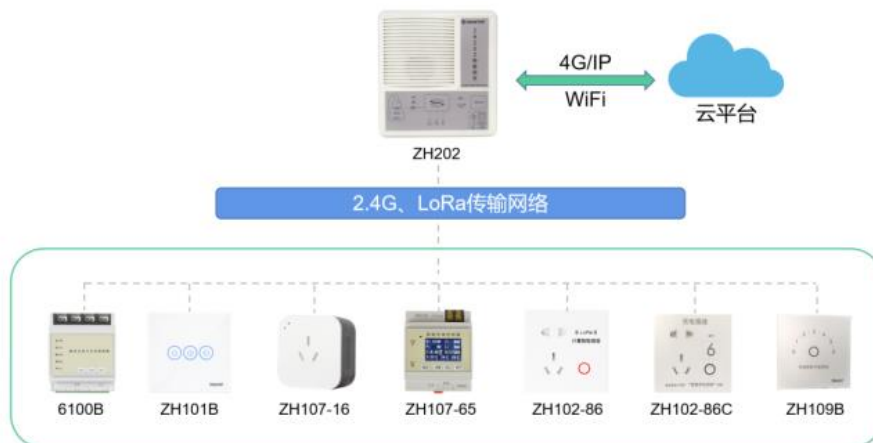 4G/IP
WiFi
云平台
ZH202
2.4G、LoRa传输网络
6100B
ZH101B
ZH107-16
ZH107-65
ZH102-86
ZH102-86C
ZH109B